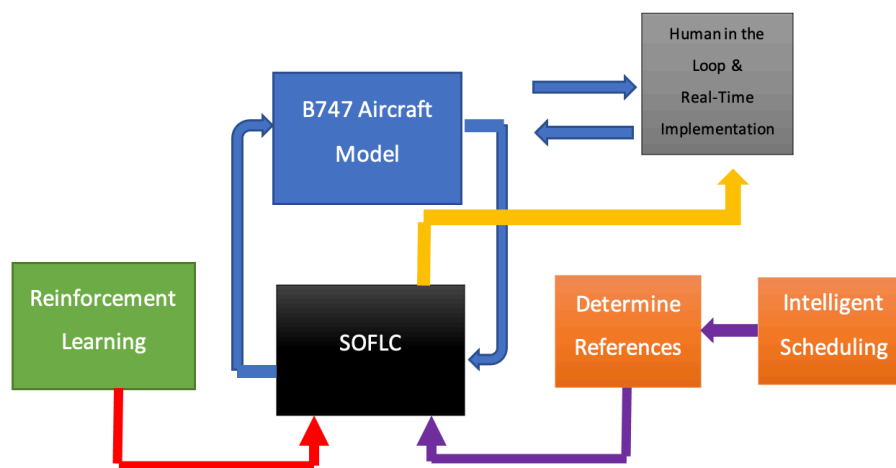 Human in the
Loop &
Real-Time
Implementation
B747 Aircraft
Model
Reinforcement
Learning
SOFLC
Determine
References
Intelligent
Scheduling